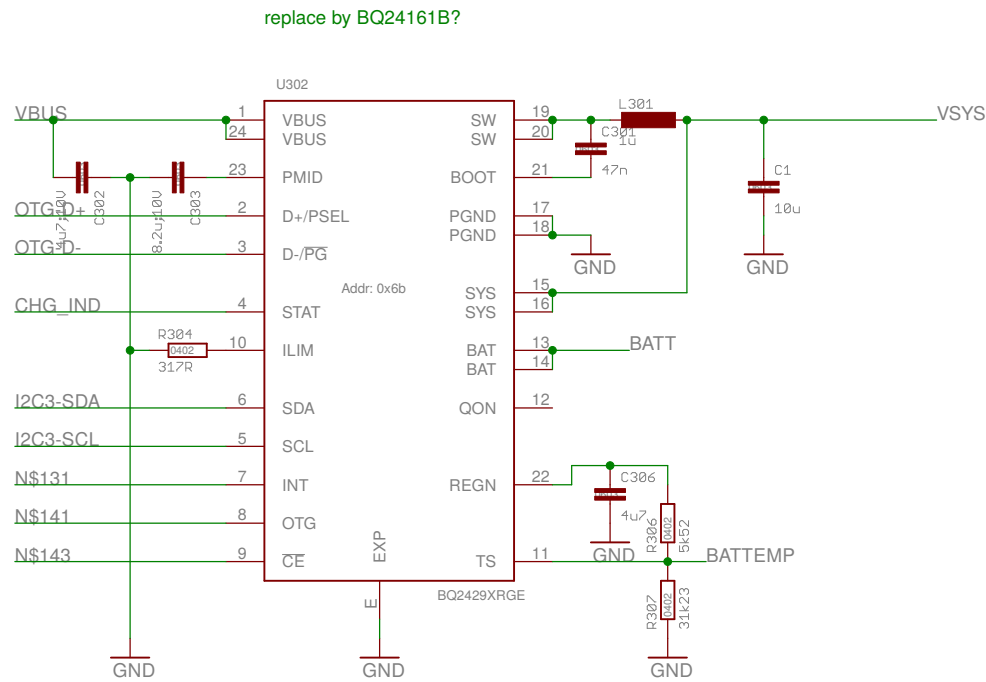 replace by BQ24161B?
U302
VBUS
1
VBUS
24
VBUS
23
PMID
4u7;10V
C302
8.2u;10V
C303
OTG-D+
2
D+/PSEL
OTG-D-
3
D-/PG
Addr: 0x6b
CHG_IND
4
STAT
R304
0402
317R
10
ILIM
I2C3-SDA
6
SDA
I2C3-SCL
5
SCL
N$131
7
INT
N$141
8
OTG
N$143
9
CE
EXP
E
BQ2429XRGE
SW
19
SW
20
L301
1u
VSYS
C301
47n
BOOT
21
C1
10u
PGND
17
PGND
18
GND
GND
SYS
15
SYS
16
BAT
13
BATT
BAT
14
QON
12
REGN
22
C306
4u7
GND
R306
0402
5k52
TS
11
BATTEMP
R307
0402
31k23
GND
GND
GND